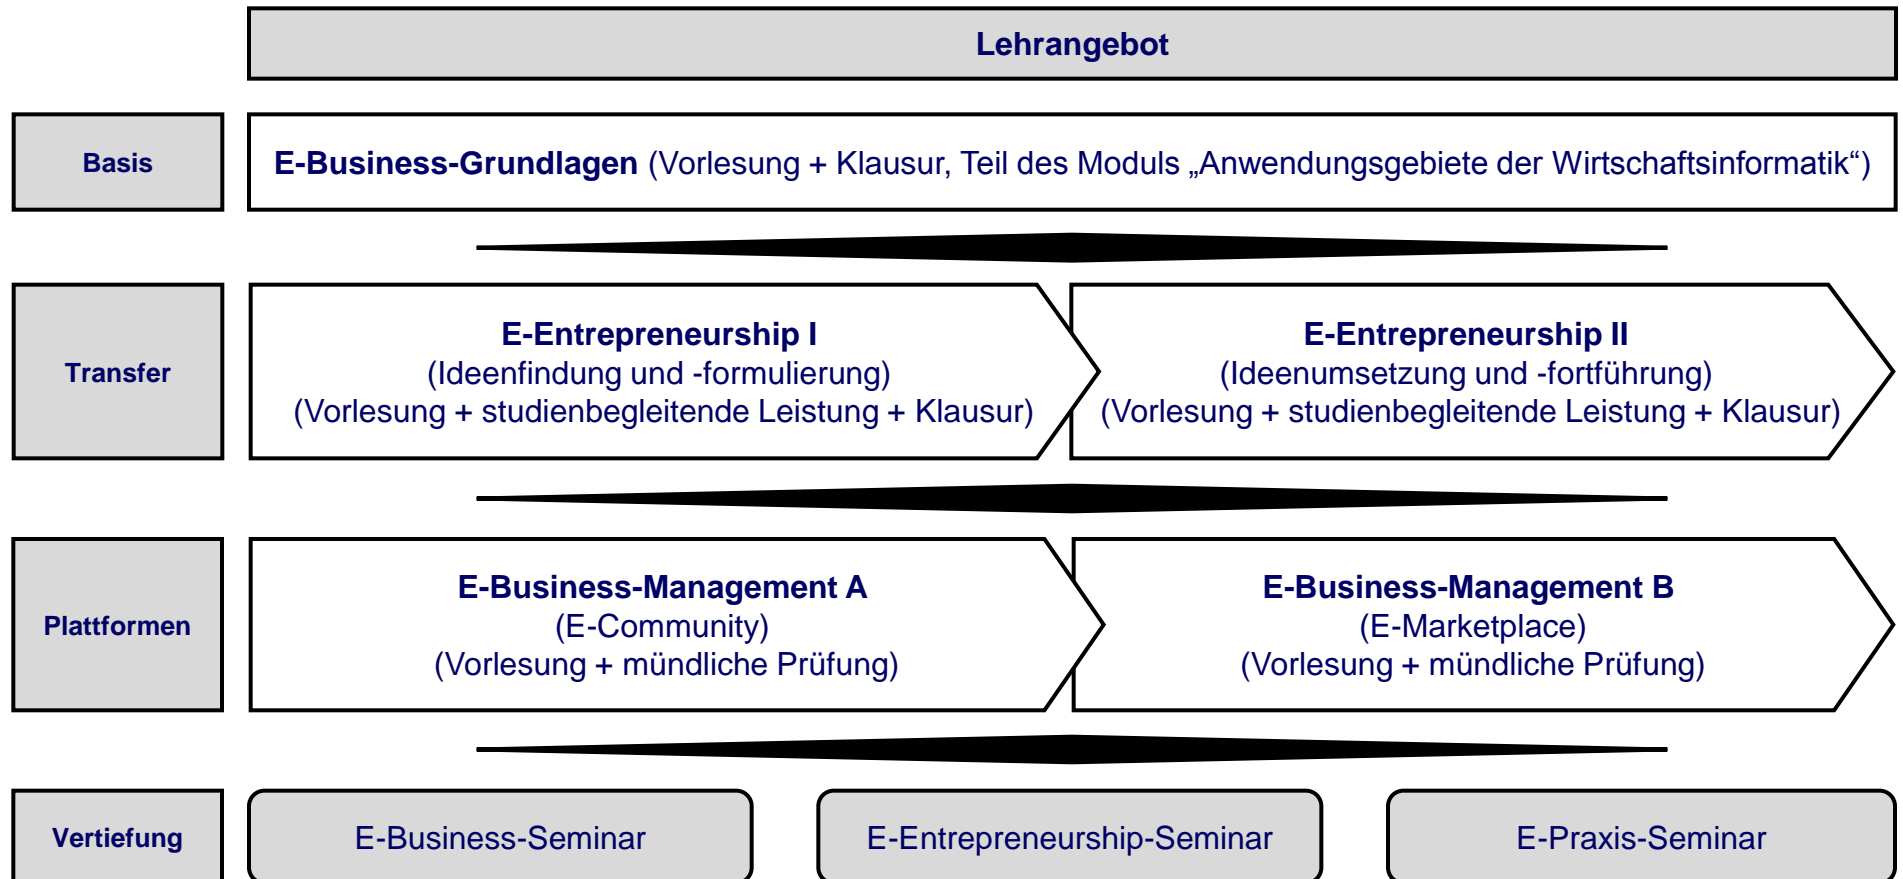 Lehrangebot
Basis
E-Business-Grundlagen (Vorlesung + Klausur, Teil des Moduls „Anwendungsgebiete der Wirtschaftsinformatik“)
Transfer
E-Entrepreneurship I
(Ideenfindung und -formulierung)
(Vorlesung + studienbegleitende Leistung + Klausur)
E-Entrepreneurship II
(Ideenumsetzung und -fortführung)
(Vorlesung + studienbegleitende Leistung + Klausur)
Plattformen
E-Business-Management A
(E-Community)
(Vorlesung + mündliche Prüfung)
E-Business-Management B
(E-Marketplace)
(Vorlesung + mündliche Prüfung)
Vertiefung
E-Business-Seminar
E-Entrepreneurship-Seminar
E-Praxis-Seminar